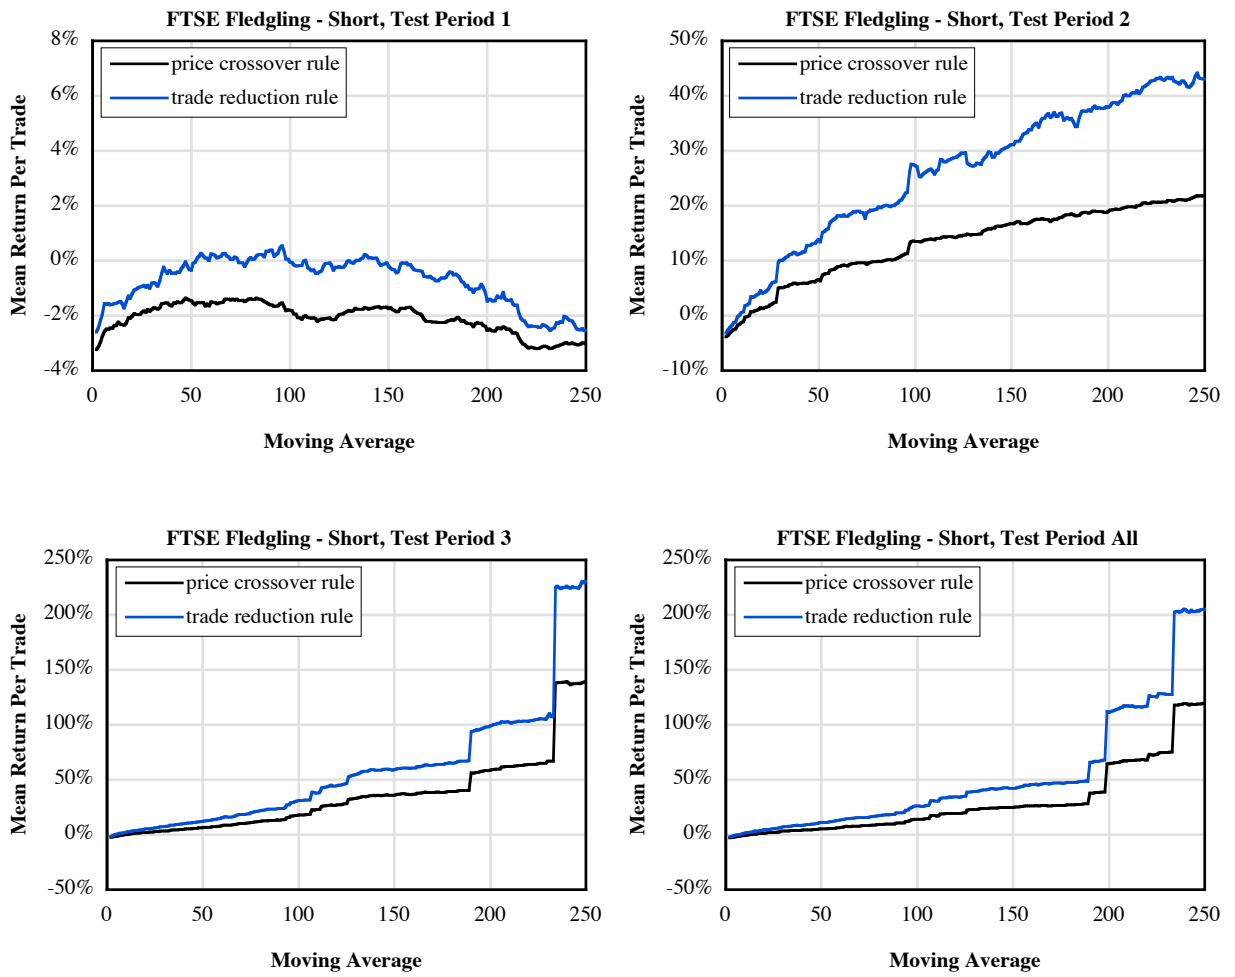 FTSE Fledgling - Short, Test Period 1
8%
6%
4%
2%
0%
-2%
-4%
Mean Return Per Trade
price crossover rule
trade reduction rule
0 50 100 150 200 250
Moving Average
FTSE Fledgling - Short, Test Period 2
50%
40%
30%
20%
10%
0%
-10%
Mean Return Per Trade
price crossover rule
trade reduction rule
0 50 100 150 200 250
Moving Average
FTSE Fledgling - Short, Test Period 3
250%
200%
150%
100%
50%
0%
-50%
Mean Return Per Trade
price crossover rule
trade reduction rule
0 50 100 150 200 250
Moving Average
FTSE Fledgling - Short, Test Period All
250%
200%
150%
100%
50%
0%
-50%
Mean Return Per Trade
price crossover rule
trade reduction rule
0 50 100 150 200 250
Moving Average